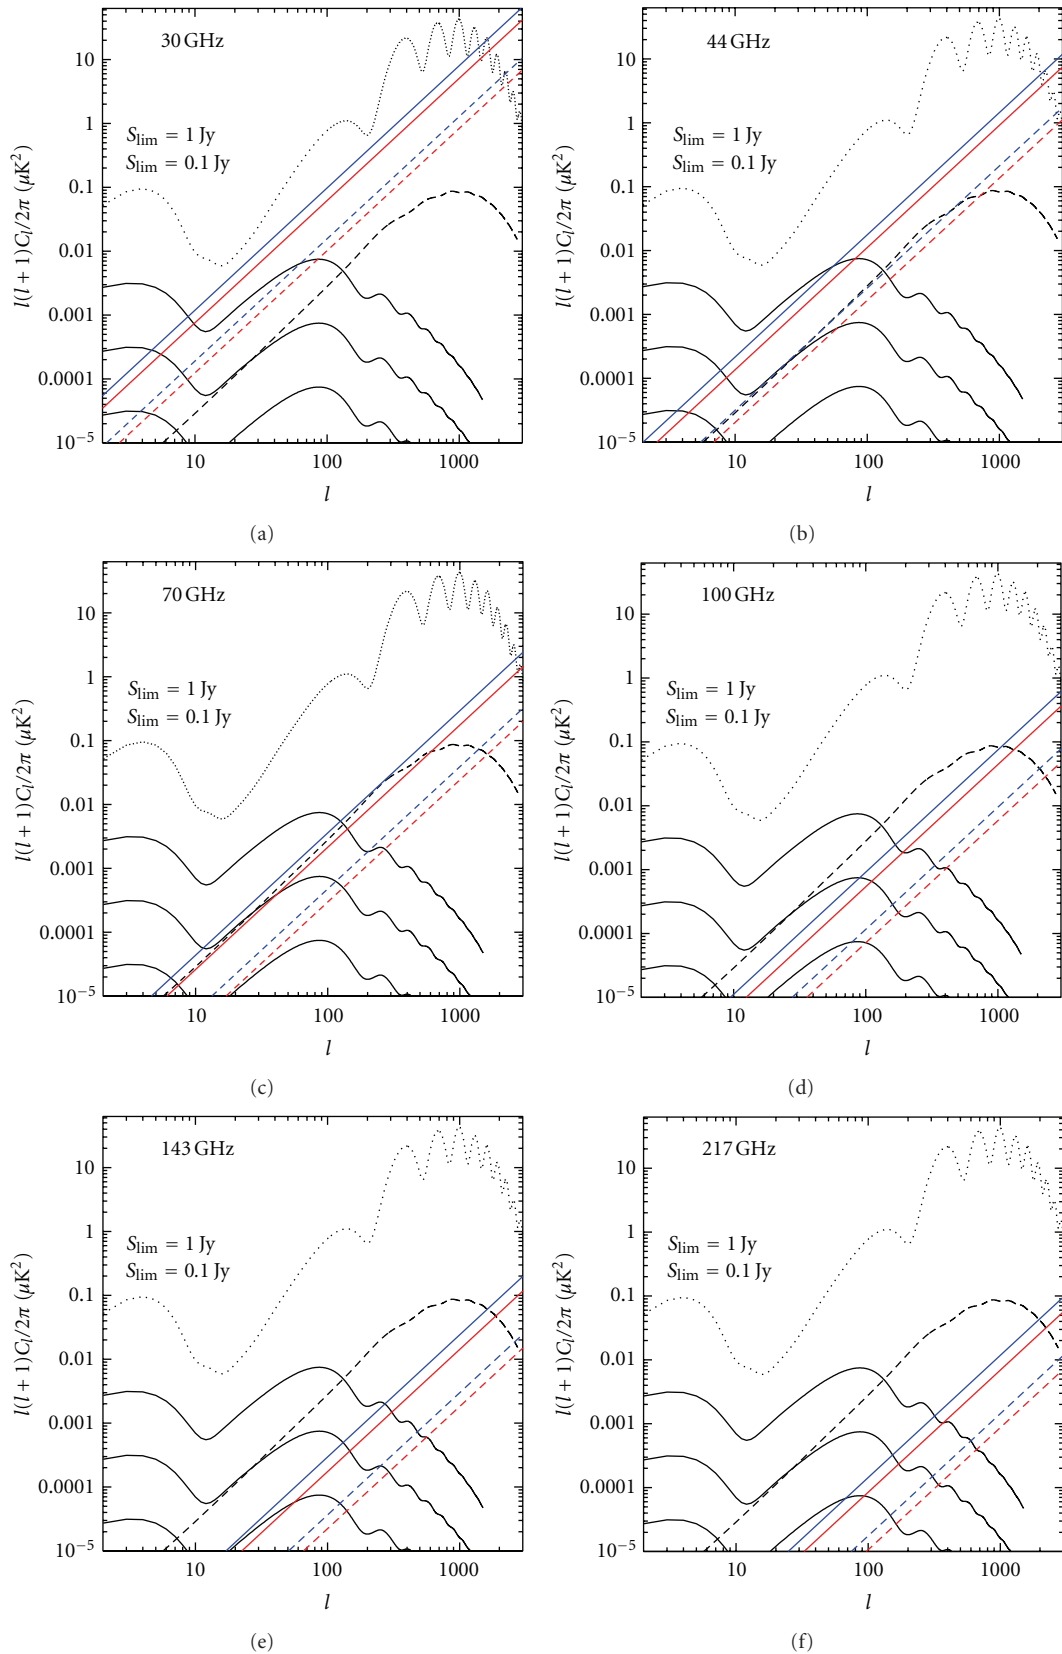 30 GHz
S_lim = 1 Jy
S_lim = 0.1 Jy
10
1
0.1
0.01
0.001
0.0001
10⁻⁵
l(l + 1)C_l/2π (μK²)
10 100 1000
l
(a)
44 GHz
S_lim = 1 Jy
S_lim = 0.1 Jy
10
1
0.1
0.01
0.001
0.0001
10⁻⁵
l(l + 1)C_l/2π (μK²)
10 100 1000
l
(b)
70 GHz
S_lim = 1 Jy
S_lim = 0.1 Jy
10
1
0.1
0.01
0.001
0.0001
10⁻⁵
l(l + 1)C_l/2π (μK²)
10 100 1000
l
(c)
100 GHz
S_lim = 1 Jy
S_lim = 0.1 Jy
10
1
0.1
0.01
0.001
0.0001
10⁻⁵
l(l + 1)C_l/2π (μK²)
10 100 1000
l
(d)
143 GHz
S_lim = 1 Jy
S_lim = 0.1 Jy
10
1
0.1
0.01
0.001
0.0001
10⁻⁵
l(l + 1)C_l/2π (μK²)
10 100 1000
l
(e)
217 GHz
S_lim = 1 Jy
S_lim = 0.1 Jy
10
1
0.1
0.01
0.001
0.0001
10⁻⁵
l(l + 1)C_l/2π (μK²)
10 100 1000
l
(f)